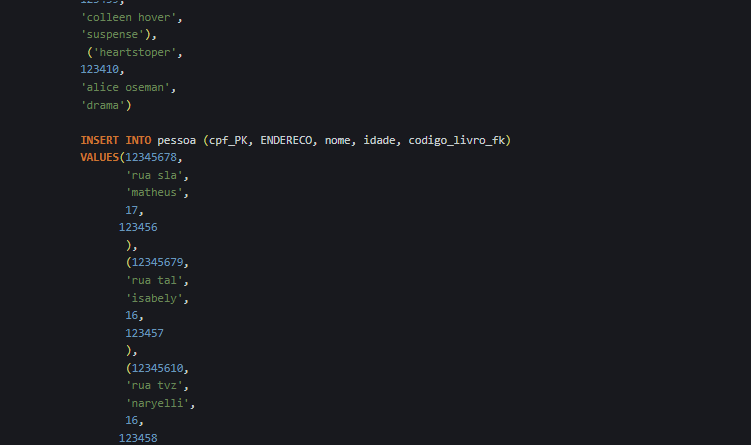 'colleen hover',
'suspense'),
('heartstoper',
123410,
'alice oseman',
'drama')
INSERT INTO pessoa (cpf_PK, ENDERECO, nome, idade, codigo_livro_fk)
VALUES(12345678,
'rua sla',
'matheus',
17,
123456
),
(12345679,
'rua tal',
'isabely',
16,
123457
),
(12345610,
'rua tvz',
'naryelli',
16,
123458